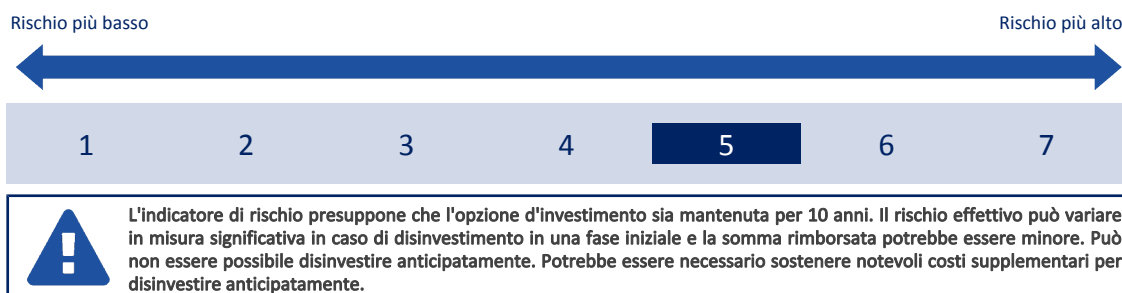 Rischio più basso Rischio più alto
1 2 3 4 5 6 7
L'indicatore di rischio presuppone che l'opzione d'investimento sia mantenuta per 10 anni. Il rischio effettivo può variare
in misura significativa in caso di disinvestimento in una fase iniziale e la somma rimborsata potrebbe essere minore. Può
non essere possibile disinvestire anticipatamente. Potrebbe essere necessario sostenere notevoli costi supplementari per
disinvestire anticipatamente.